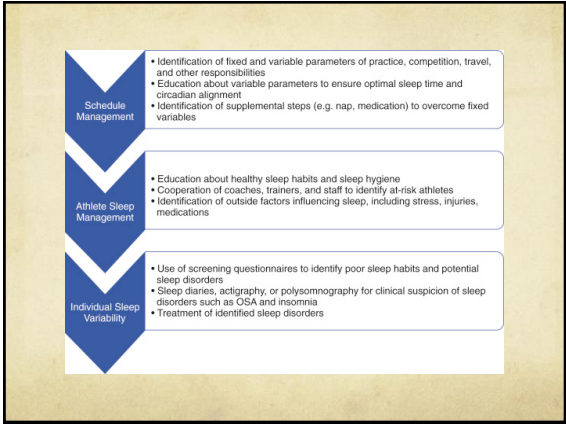 Schedule
Management
• Identification of fixed and variable parameters of practice, competition, travel,
and other responsibilities
• Education about variable parameters to ensure optimal sleep time and
circadian alignment
• Identification of supplemental steps (e.g. nap, medication) to overcome fixed
variables
Athlete Sleep
Management
• Education about healthy sleep habits and sleep hygiene
• Cooperation of coaches, trainers, and staff to identify at-risk athletes
• Identification of outside factors influencing sleep, including stress, injuries,
medications
Individual Sleep
Variability
• Use of screening questionnaires to identify poor sleep habits and potential
sleep disorders
• Sleep diaries, actigraphy, or polysomnography for clinical suspicion of sleep
disorders such as OSA and insomnia
• Treatment of identified sleep disorders